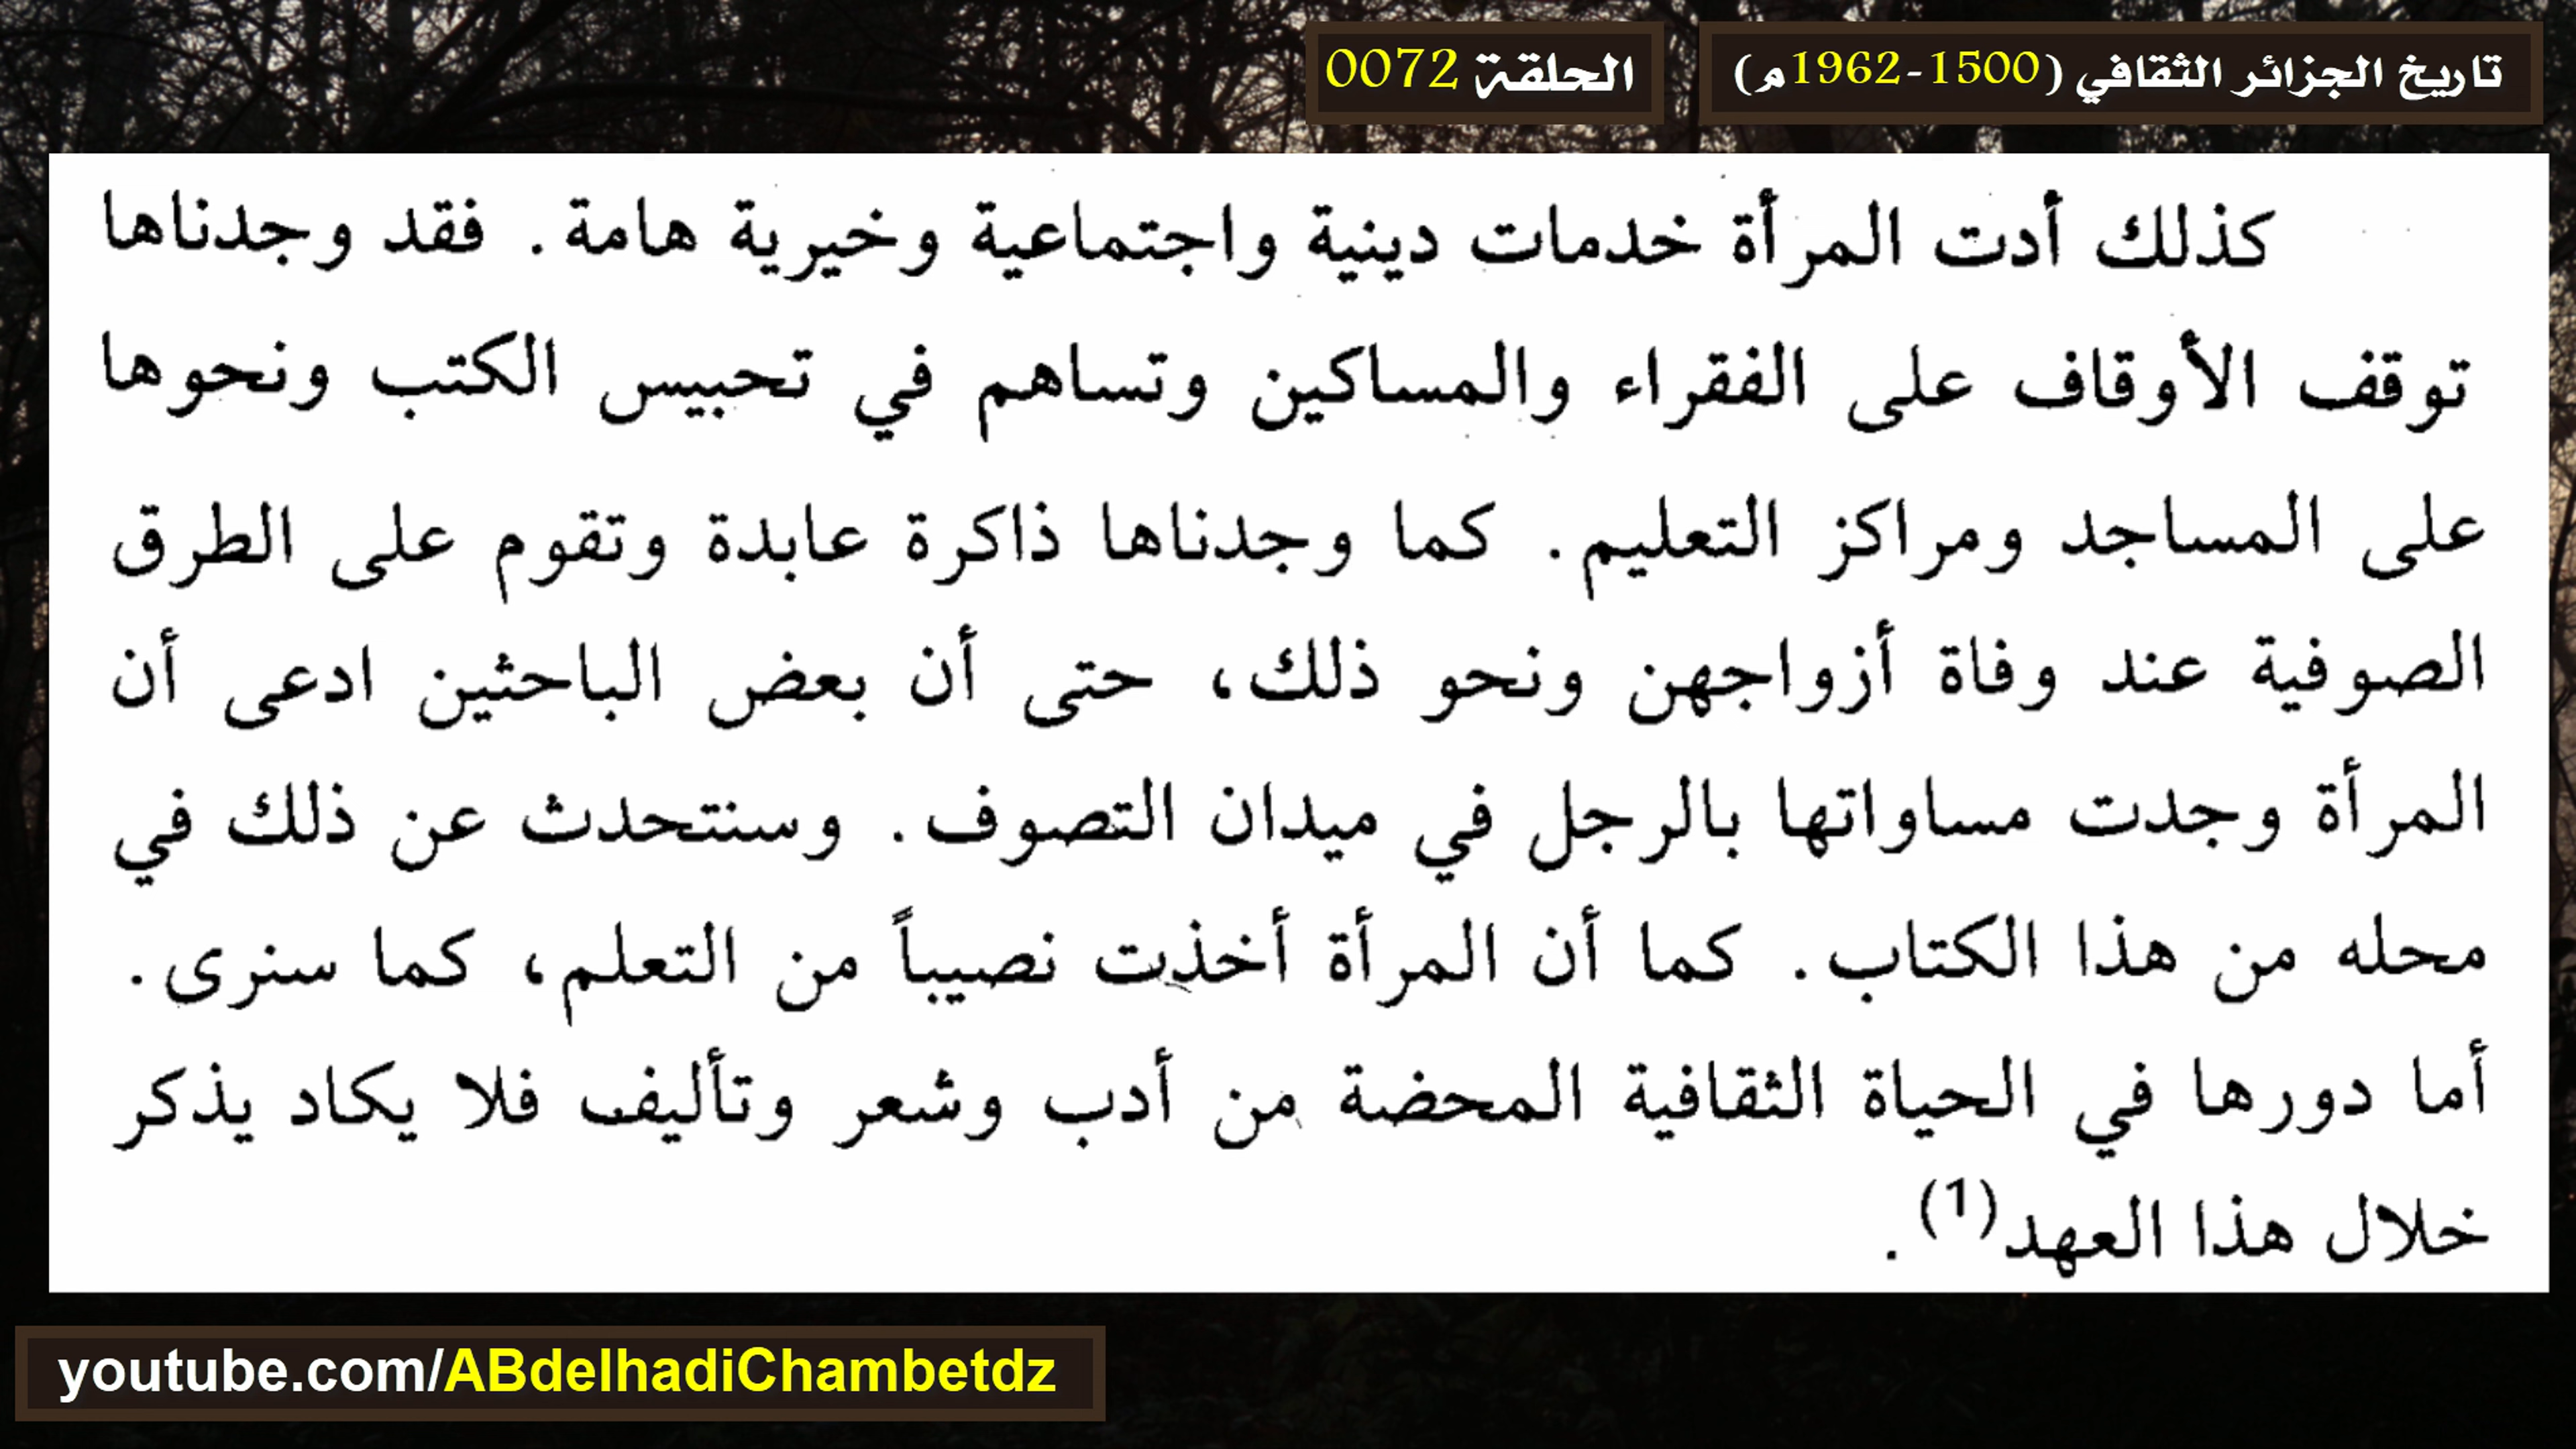 تاريخ الجزائر الثقافي (1500-1962م)
الحلقة 0072
كذلك أدت المرأة خدمات دينية واجتماعية وخيرية هامة. فقد وجدناها
توقف الأوقاف على الفقراء والمساكين وتساهم في تحبيس الكتب ونحوها
على المساجد ومراكز التعليم. كما وجدناها ذاكرة عابدة وتقوم على الطرق
الصوفية عند وفاة أزواجهن ونحو ذلك، حتى أن بعض الباحثين ادعى أن
المرأة وجدت مساواتها بالرجل في ميدان التصوف. وسنتحدث عن ذلك في
محله من هذا الكتاب. كما أن المرأة أخذت نصيباً من التعلم، كما سنرى.
أما دورها في الحياة الثقافية المحضة من أدب وشعر وتأليف فلا يكاد يذكر
خلال هذا العهد(1).
youtube.com/ABdelhadiChambetdz